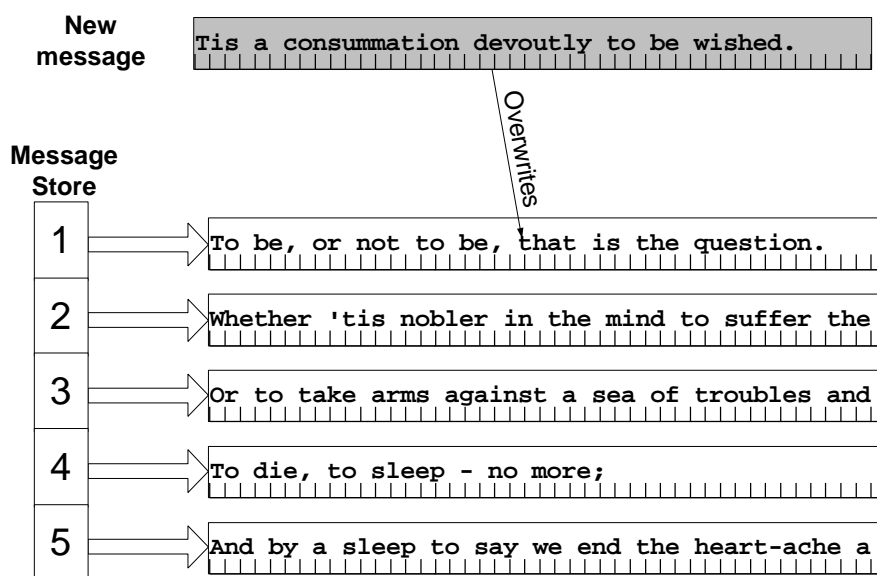 New
message
Tis a consummation devoutly to be wished.
Overwrites
Message
Store
1
To be, or not to be, that is the question.
2
Whether 'tis nobler in the mind to suffer the
3
Or to take arms against a sea of troubles and
4
To die, to sleep - no more;
5
And by a sleep to say we end the heart-ache a